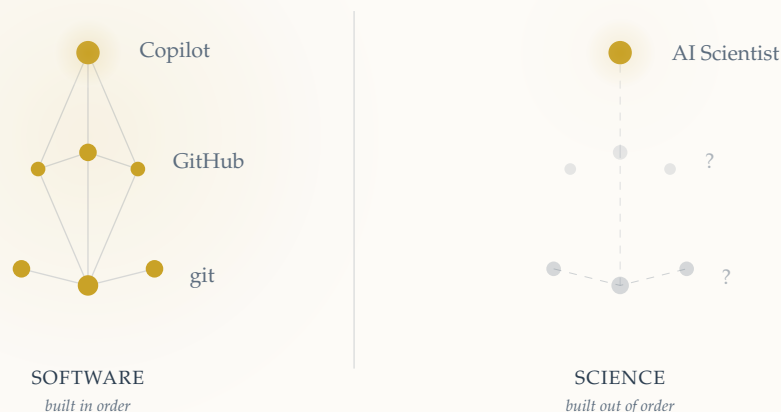 Copilot
AI Scientist
GitHub
?
git
?
SOFTWARE
SCIENCE
built in order
built out of order